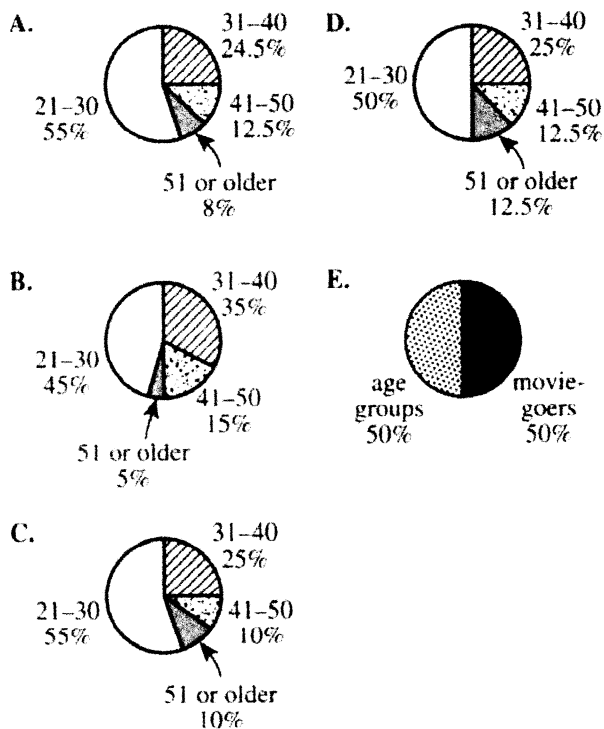 A.
31–40
24.5%
21–30
55%
41–50
12.5%
51 or older
8%
B.
31–40
35%
21–30
45%
41–50
15%
51 or older
5%
C.
31–40
25%
21–30
55%
41–50
10%
51 or older
10%
D.
31–40
25%
21–30
50%
41–50
12.5%
51 or older
12.5%
E.
age
groups
50%
movie-
goers
50%